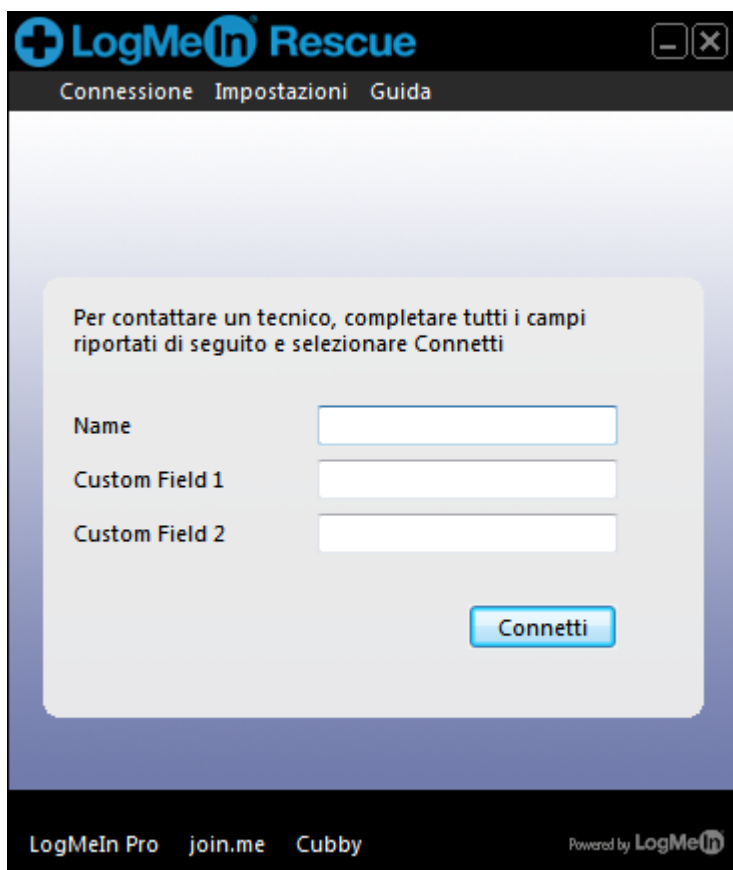 LogMeIn Rescue
Connessione Impostazioni Guida
Per contattare un tecnico, completare tutti i campi
riportati di seguito e selezionare Connetti
Name
Custom Field 1
Custom Field 2
Connetti
LogMeIn Pro join.me Cubby Powered by LogMeIn